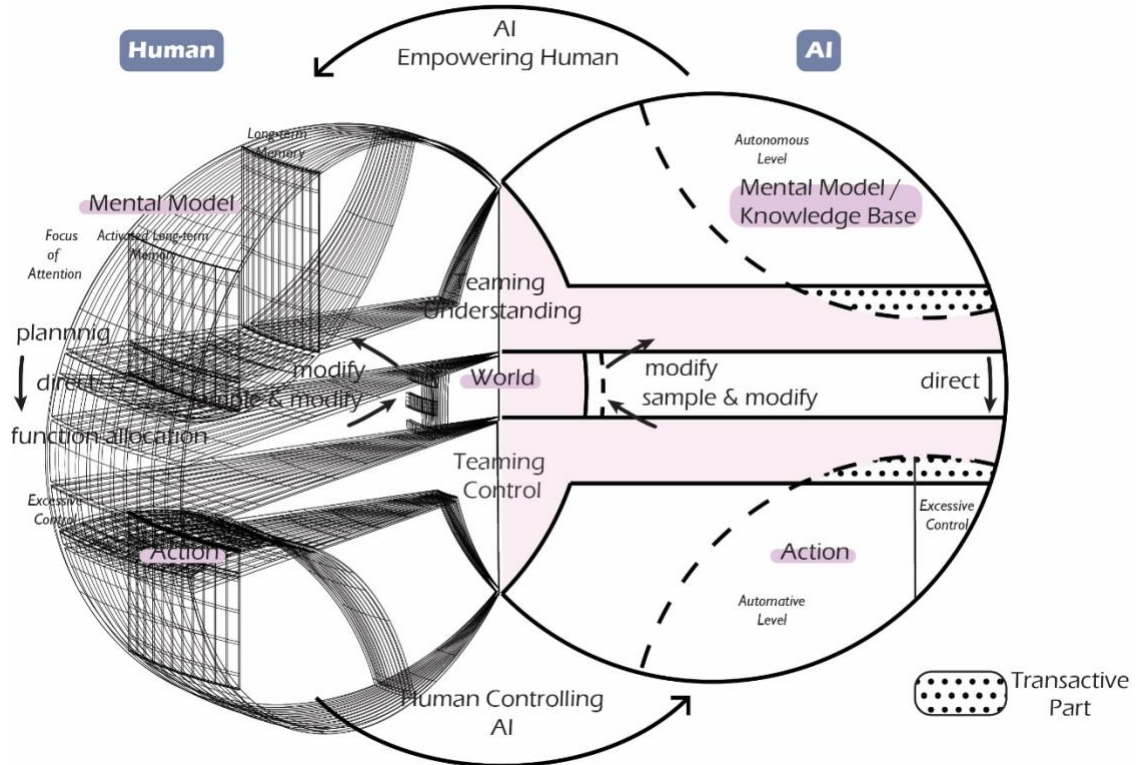 AI
Empowering Human
Human
AI
Long-term
Memory
Mental Model
Focus
of
Attention
Activated Long-term
Memory
Autonomous
Level
Mental Model /
Knowledge Base
Teaming
Understanding
plannnig
direct
function allocation
modify
sample & modify
World
modify
sample & modify
direct
Teaming
Control
Excessive
Control
Action
Action
Excessive
Control
Automative
Level
Human Controlling
AI
Transactive
Part